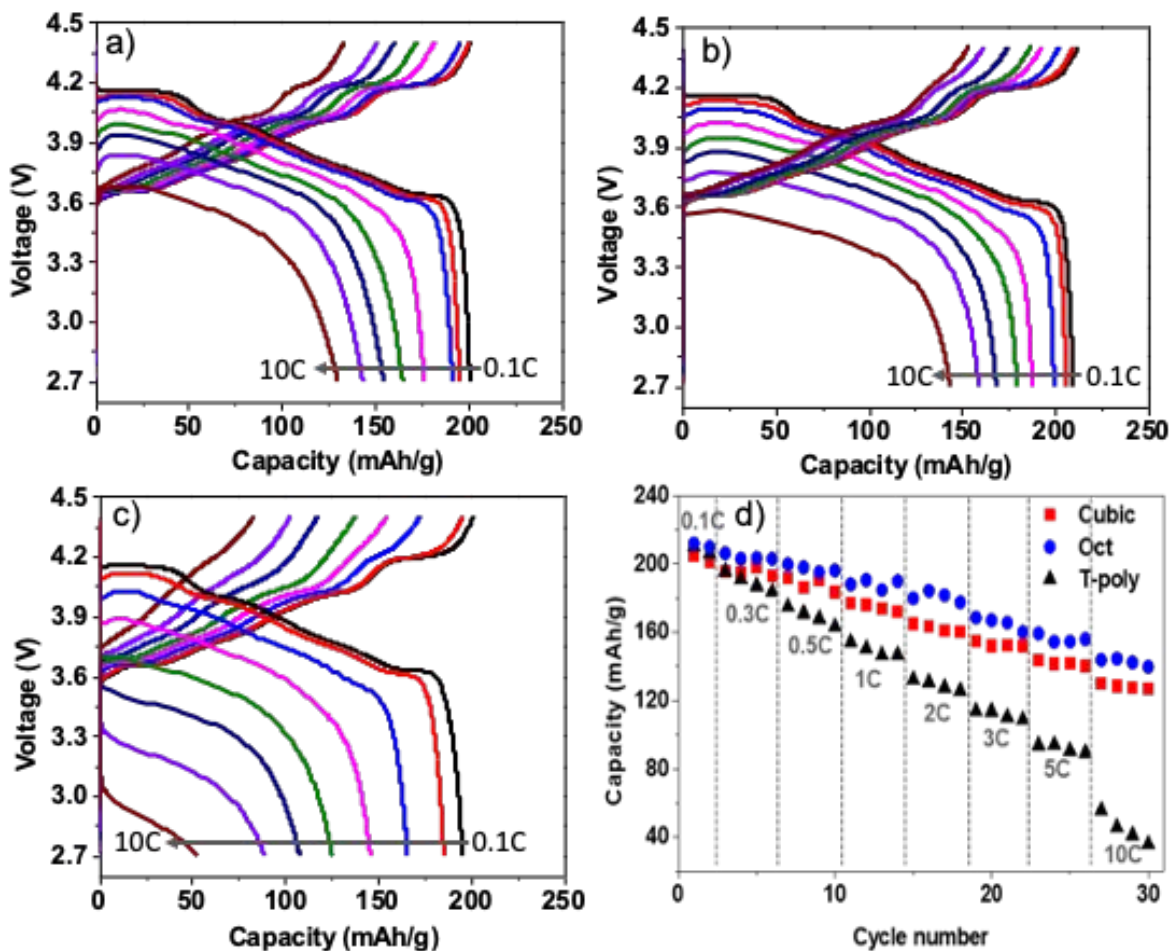 a)
4.5
4.2
3.9
3.6
3.3
3.0
2.7
Voltage (V)
10C
0.1C
0 50 100 150 200 250
Capacity (mAh/g)
b)
4.5
4.2
3.9
3.6
3.3
3.0
2.7
Voltage (V)
10C
0.1C
0 50 100 150 200 250
Capacity (mAh/g)
c)
4.5
4.2
3.9
3.6
3.3
3.0
2.7
Voltage (V)
10C
0.1C
0 50 100 150 200 250
Capacity (mAh/g)
d)
240
200
160
120
80
40
Capacity (mAh/g)
Cubic
Oct
T-poly
0.1C
0.3C
0.5C
1C
2C
3C
5C
10C
0 10 20 30
Cycle number